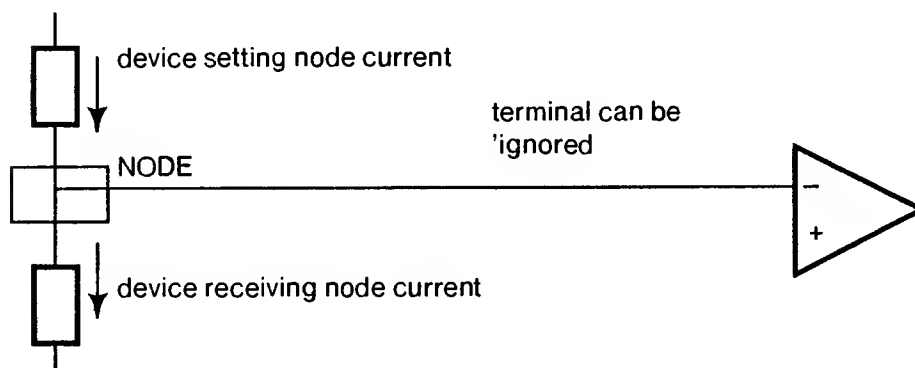 device setting node current
terminal can be
'ignored
NODE
−
+
device receiving node current